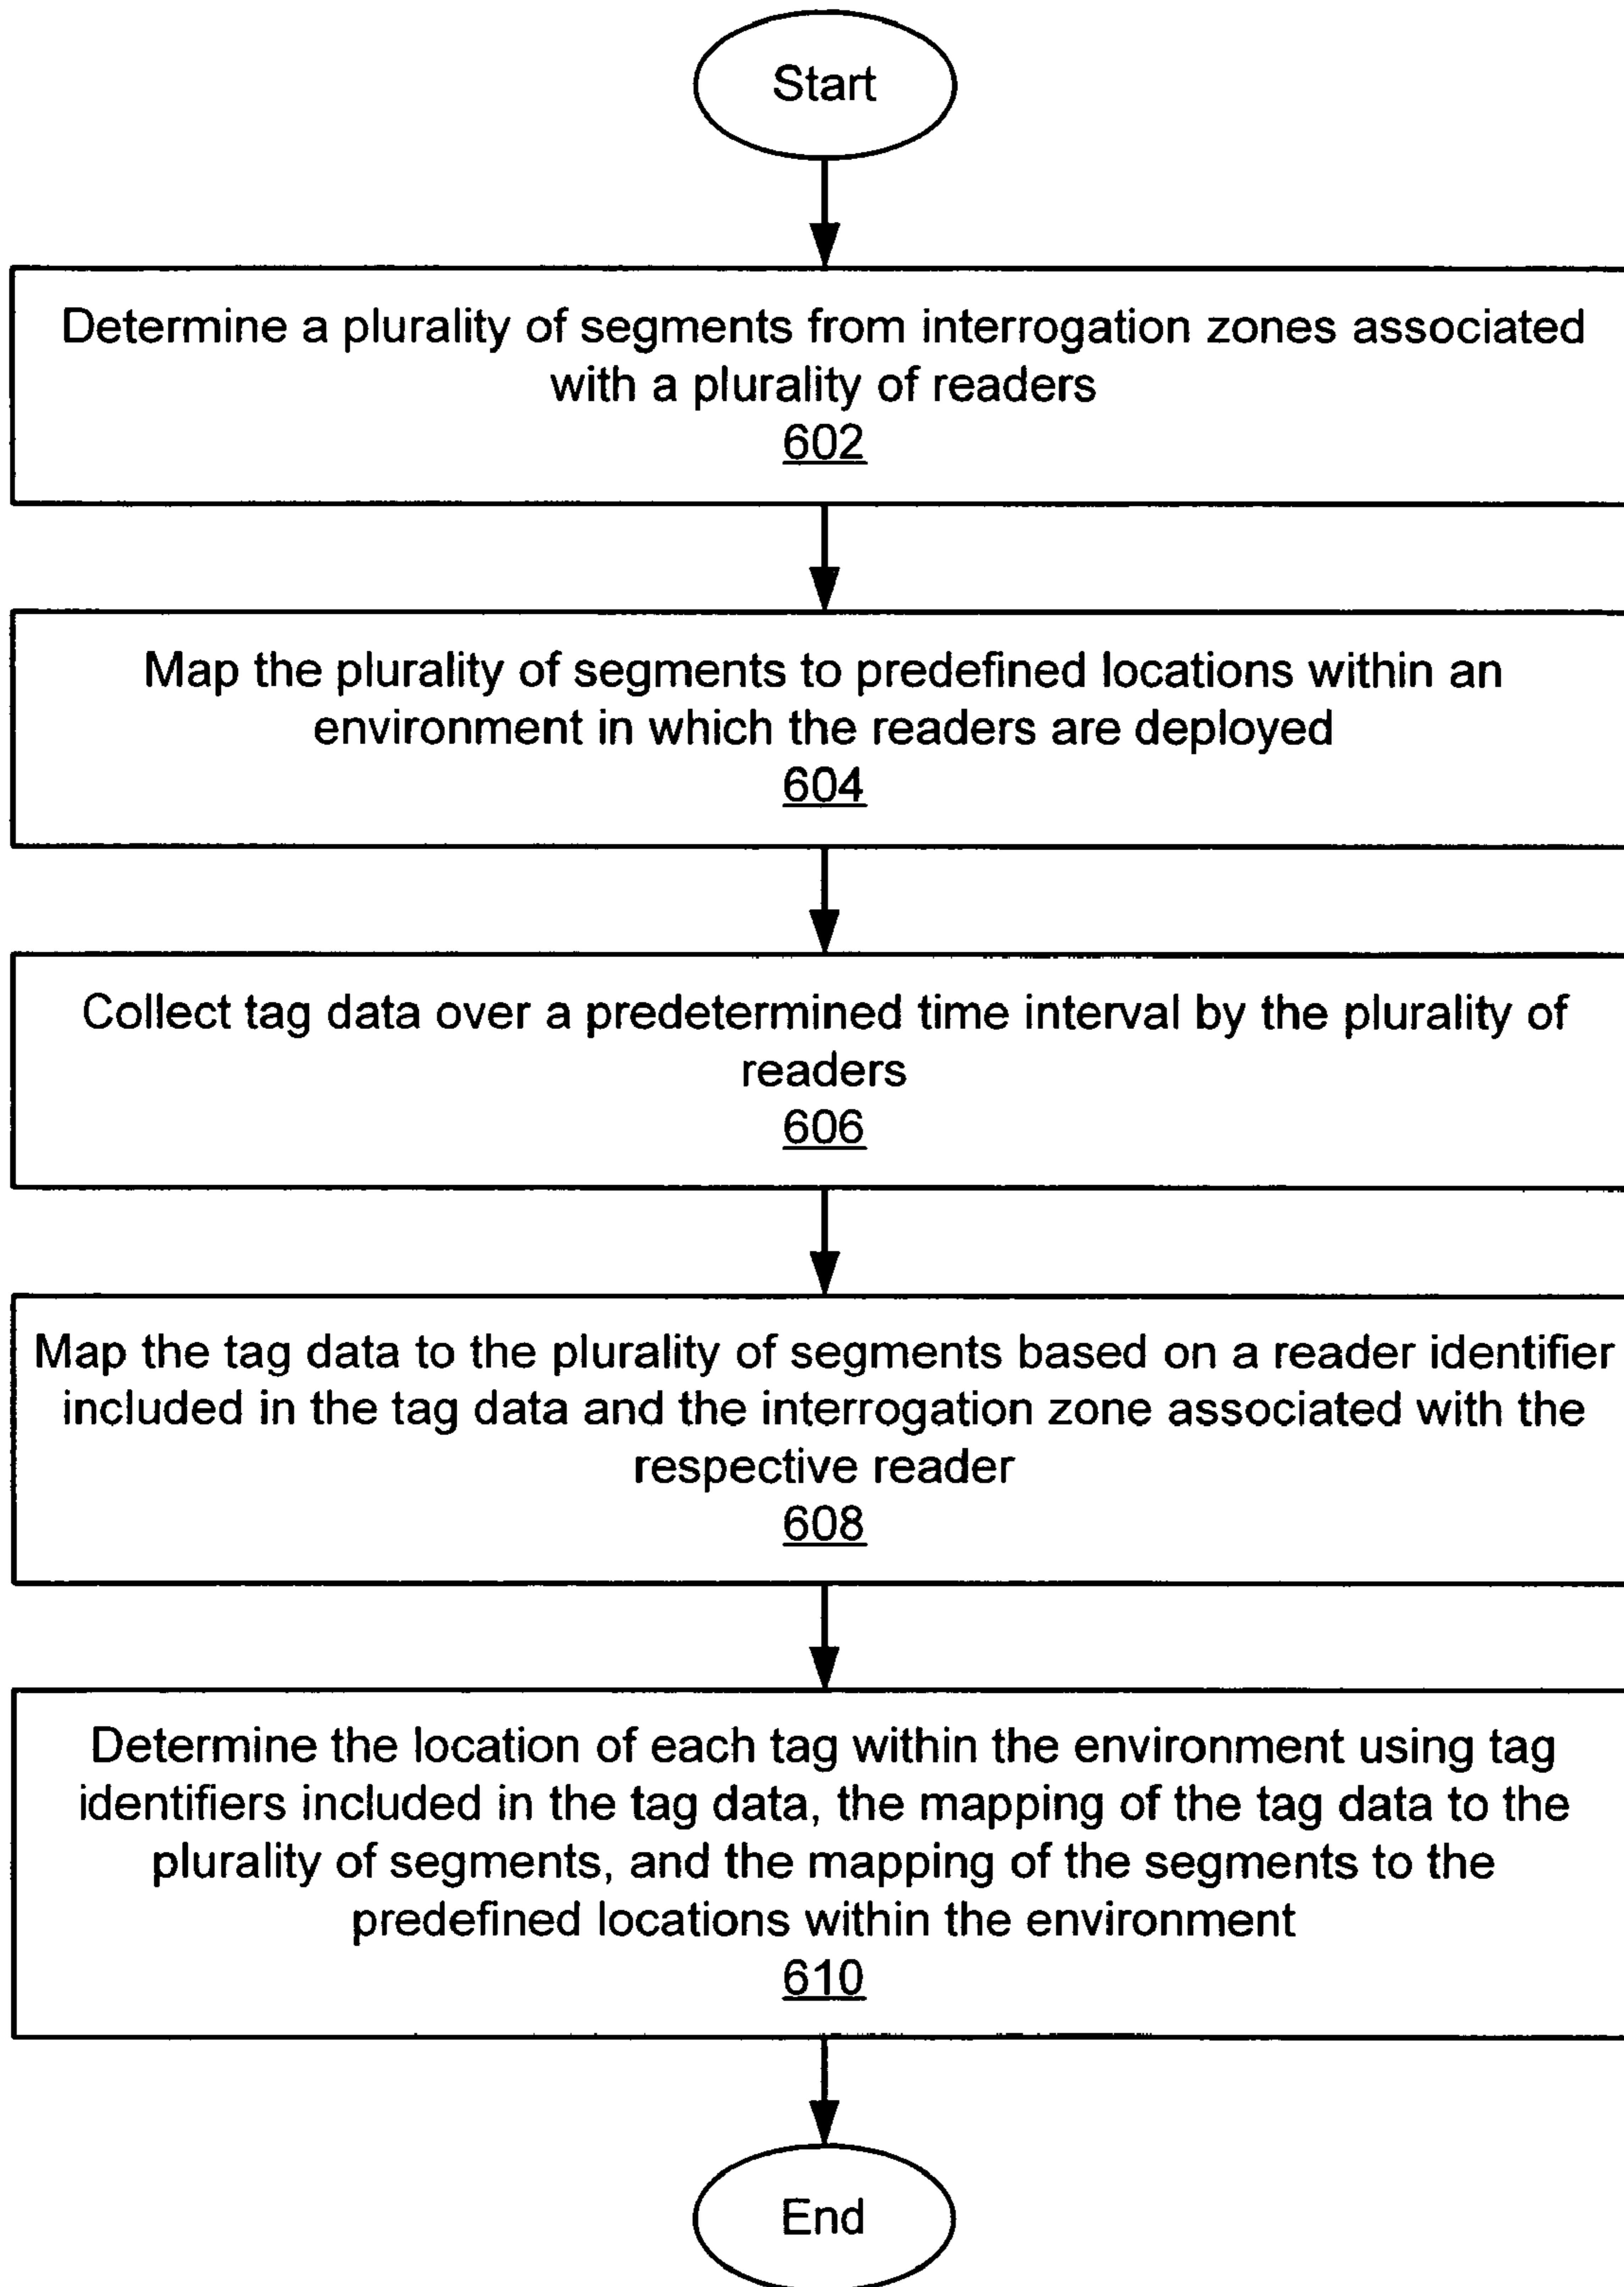 Start
Determine a plurality of segments from interrogation zones associated
with a plurality of readers
602
Map the plurality of segments to predefined locations within an
environment in which the readers are deployed
604
Collect tag data over a predetermined time interval by the plurality of
readers
606
Map the tag data to the plurality of segments based on a reader identifier
included in the tag data and the interrogation zone associated with the
respective reader
608
Determine the location of each tag within the environment using tag
identifiers included in the tag data, the mapping of the tag data to the
plurality of segments, and the mapping of the segments to the
predefined locations within the environment
610
End